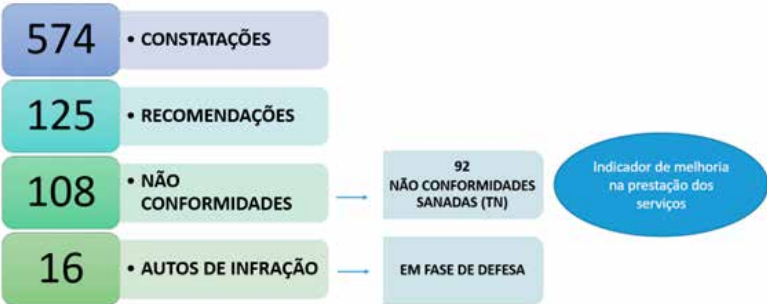 574
• CONSTATAÇÕES
125
• RECOMENDAÇÕES
108
• NÃO
CONFORMIDADES
92
NÃO CONFORMIDADES
SANADAS (TN)
Indicador de melhoria
na prestação dos
serviços
16
• AUTOS DE INFRAÇÃO
EM FASE DE DEFESA